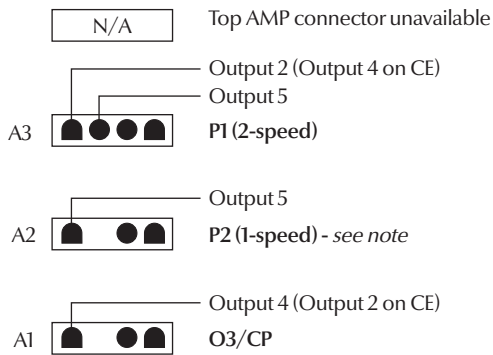 N/A Top AMP connector unavailable
Output 2 (Output 4 on CE)
Output 5
A3 P1 (2-speed)
Output 5
A2 P2 (1-speed) - see note
Output 4 (Output 2 on CE)
A1 O3/CP